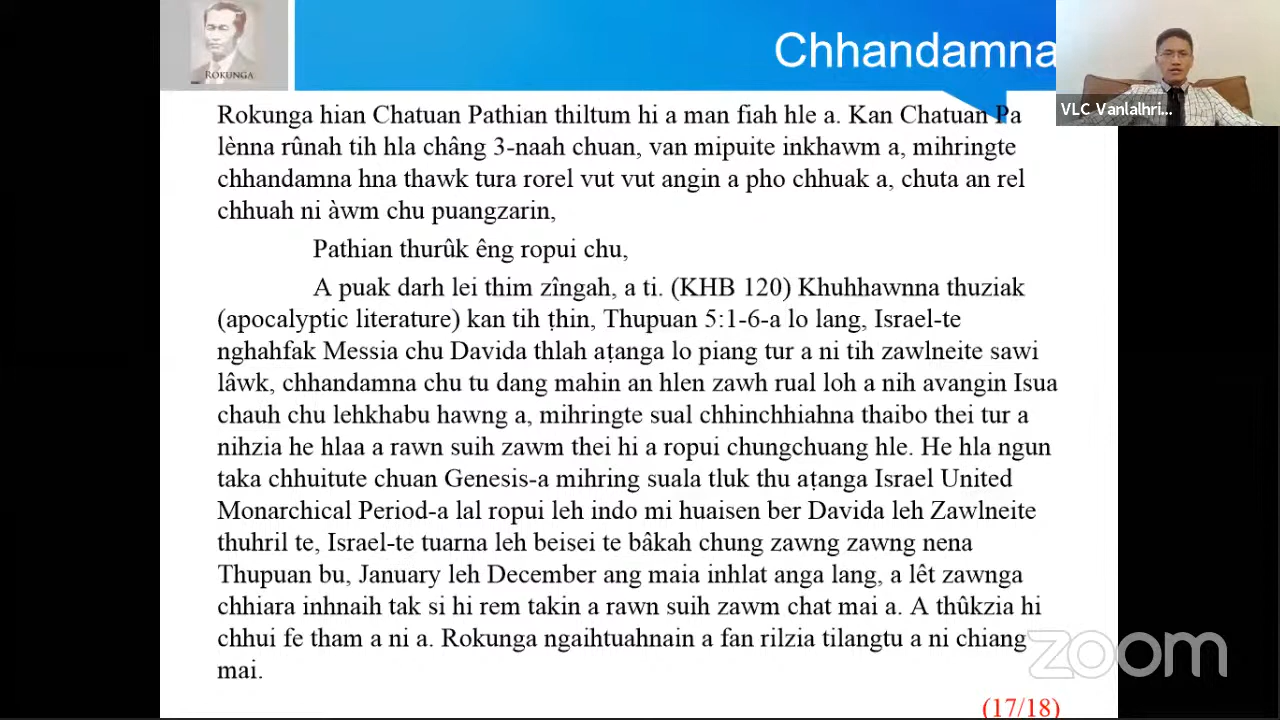 ROKUNGA
Chhandamna
VLC Vanlalhri...
Rokunga hian Chatuan Pathian thiltum hi a man fiah hle a. Kan Chatuan Pa
lènna rûnah tih hla châng 3-naah chuan, van mipuite inkhawm a, mihringte
chhandamna hna thawk tura rorel vut vut angin a pho chhuak a, chuta an rel
chhuah ni àwm chu puangzarin,
Pathian thurûk êng ropui chu,
A puak darh lei thim zîngah, a ti. (KHB 120) Khuhhawnna thuziak
(apocalyptic literature) kan tih ṭhin, Thupuan 5:1-6-a lo lang, Israel-te
nghahfak Messia chu Davida thlah aṭanga lo piang tur a ni tih zawlneite sawi
lâwk, chhandamna chu tu dang mahin an hlen zawh rual loh a nih avangin Isua
chauh chu lehkhabu hawng a, mihringte sual chhinchhiahna thaibo thei tur a
nihzia he hlaa a rawn suih zawm thei hi a ropui chungchuang hle. He hla ngun
taka chhuitute chuan Genesis-a mihring suala tluk thu aṭanga Israel United
Monarchical Period-a lal ropui leh indo mi huaisen ber Davida leh Zawlneite
thuhril te, Israel-te tuarna leh beisei te bâkah chung zawng zawng nena
Thupuan bu, January leh December ang maia inhlat anga lang, a lêt zawnga
chhiara inhnaih tak si hi rem takin a rawn suih zawm chat mai a. A thûkzia hi
chhui fe tham a ni a. Rokunga ngaihtuahnain a fan rilzia tilangtu a ni chiang
mai.
zoom
(17/18)